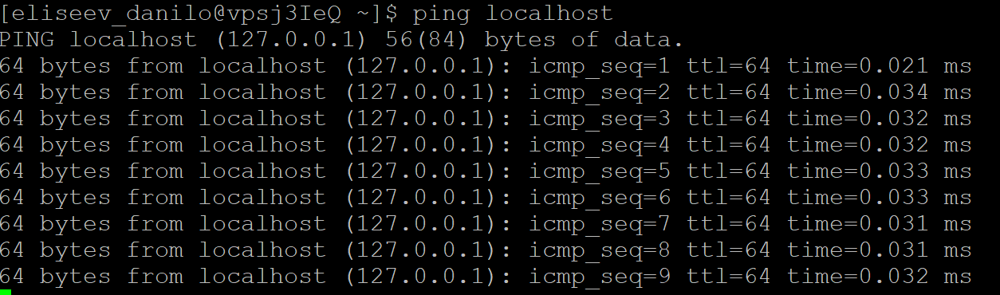 [eliseev_danilo@vpsj3IeQ ~]$ ping localhost
PING localhost (127.0.0.1) 56(84) bytes of data.
64 bytes from localhost (127.0.0.1): icmp_seq=1 ttl=64 time=0.021 ms
64 bytes from localhost (127.0.0.1): icmp_seq=2 ttl=64 time=0.034 ms
64 bytes from localhost (127.0.0.1): icmp_seq=3 ttl=64 time=0.032 ms
64 bytes from localhost (127.0.0.1): icmp_seq=4 ttl=64 time=0.032 ms
64 bytes from localhost (127.0.0.1): icmp_seq=5 ttl=64 time=0.033 ms
64 bytes from localhost (127.0.0.1): icmp_seq=6 ttl=64 time=0.033 ms
64 bytes from localhost (127.0.0.1): icmp_seq=7 ttl=64 time=0.031 ms
64 bytes from localhost (127.0.0.1): icmp_seq=8 ttl=64 time=0.031 ms
64 bytes from localhost (127.0.0.1): icmp_seq=9 ttl=64 time=0.032 ms